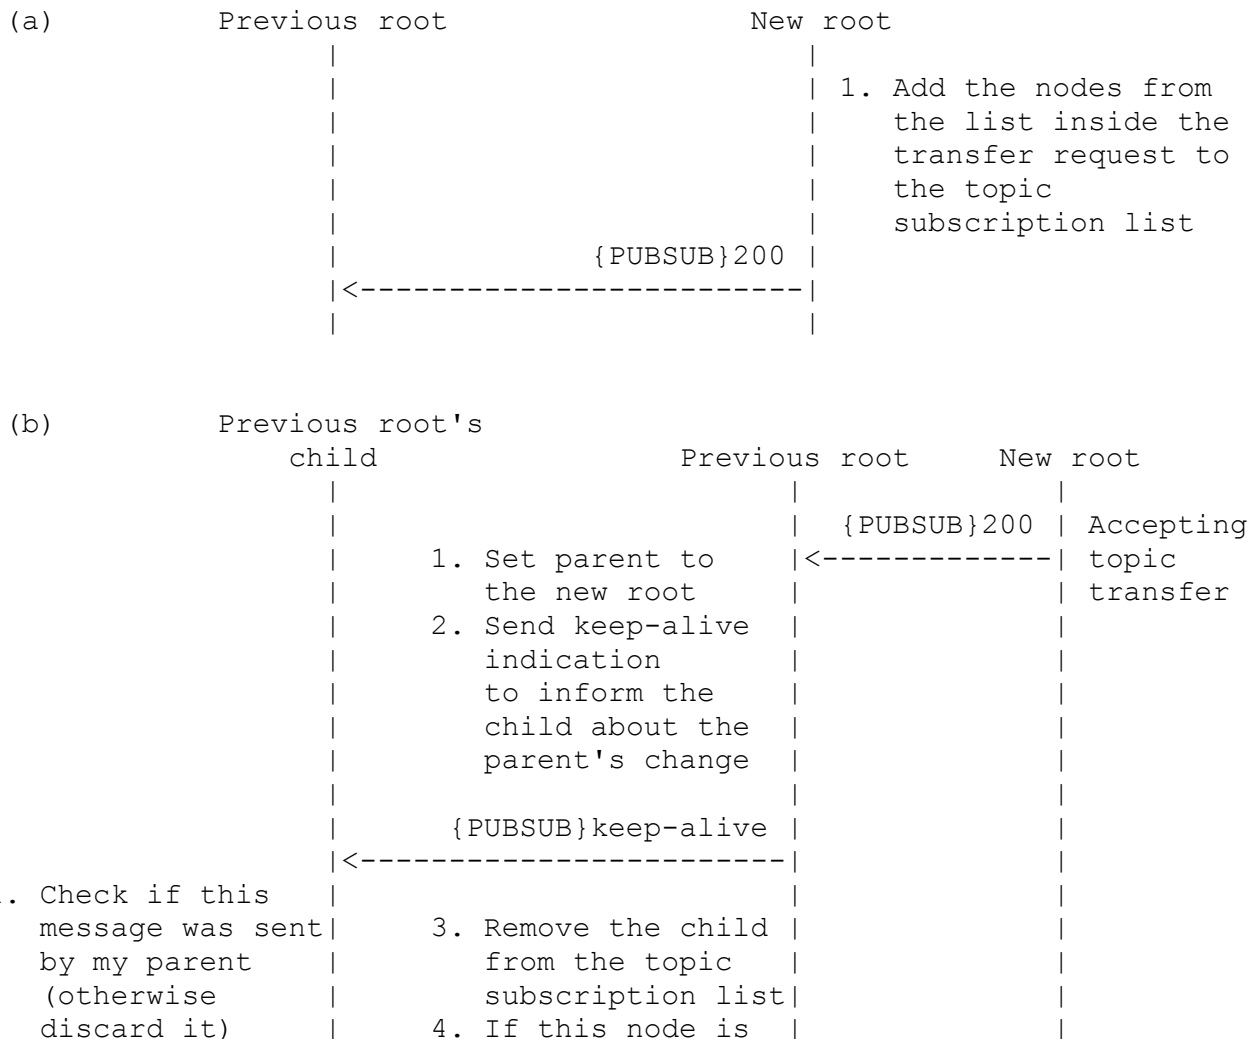 (a)         Previous root                 New root
                  |                          |
                  |                          | 1. Add the nodes from
                  |                          |    the list inside the
                  |                          |    transfer request to
                  |                          |    the topic
                  |                          |    subscription list
                  |              {PUBSUB}200 |
                  |<-------------------------|
                  |                          |
(b)         Previous root's
                child                 Previous root     New root
                  |                         |              |
                  |                         |  {PUBSUB}200 | Accepting
                  |     1. Set parent to    |<-------------| topic
                  |        the new root     |              | transfer
                  |     2. Send keep-alive  |              |
                  |        indication       |              |
                  |        to inform the    |              |
                  |        child about the  |              |
                  |        parent's change  |              |
                  |                         |              |
                  |      {PUBSUB}keep-alive |              |
                  |<------------------------|              |
. Check if this   |                         |              |
  message was sent|     3. Remove the child |              |
  by my parent    |        from the topic   |              |
  (otherwise      |        subscription list|              |
  discard it)     |     4. If this node is  |              |